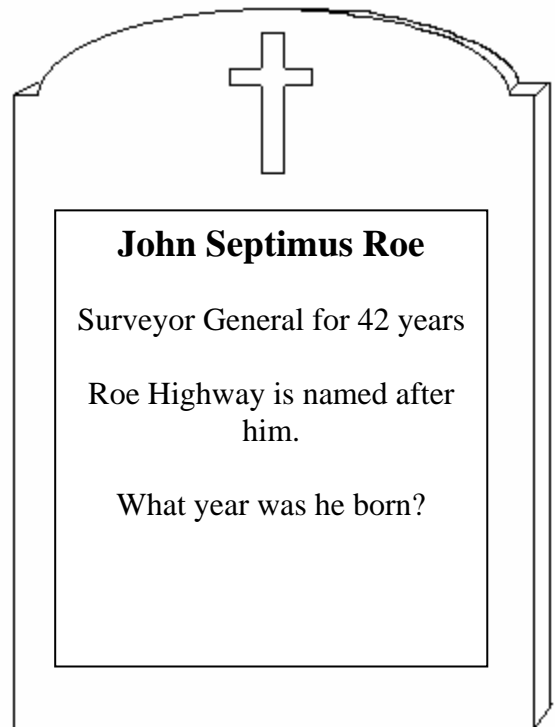 John Septimus Roe
Surveyor General for 42 years
Roe Highway is named after
him.
What year was he born?